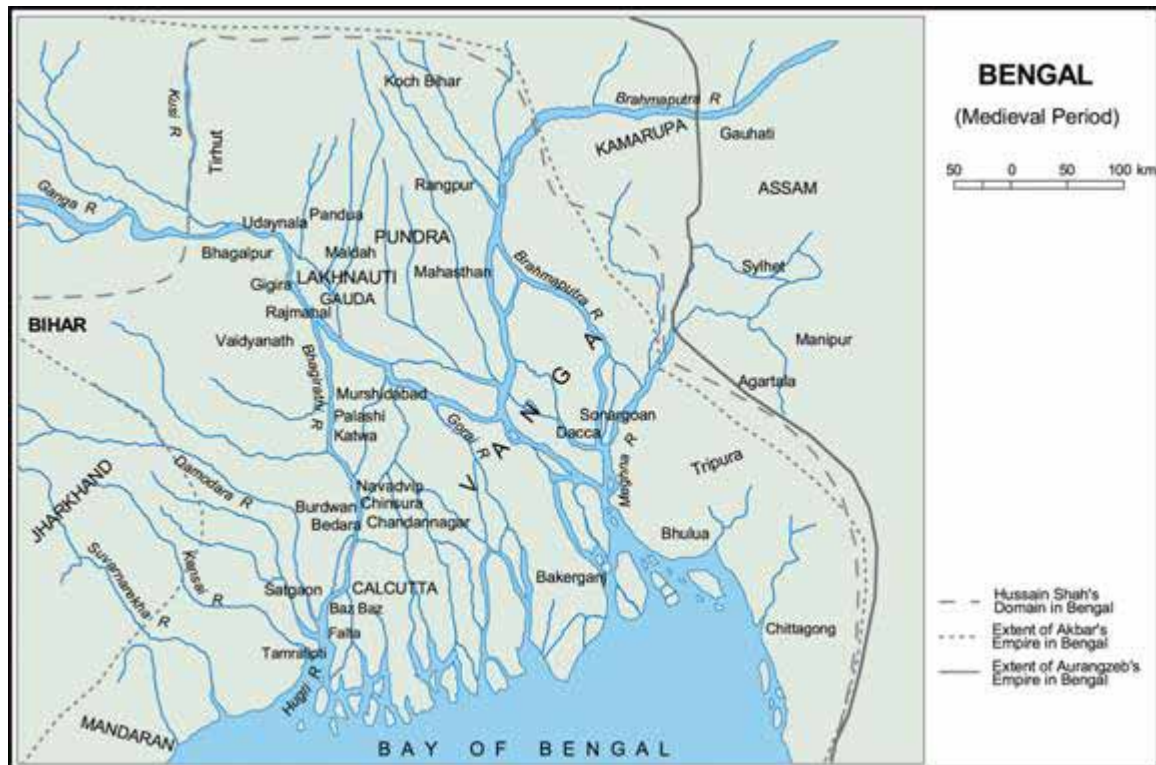 BENGAL
(Medieval Period)
50 0 50 100 km
Koch Bihar
Brahmaputra R
Kusi R
KAMARUPA
Gauhati
Tirhut
ASSAM
Rangpur
Ganga R
Udaynala
Pandua
PUNDRA
Bhagalpur
Maldah
Mahasthan
Brahmaputra R
Sylhet
LAKHNAUTI
Gigira
GAUDA
Rajmahal
BIHAR
Vaidyanath
Manipur
Bhagirathi R
VANGA
Agartala
Murshidabad
Palashi
Gorai R
Sonargoan
Katwa
Dacca
Meghna R
Tripura
Damodara R
Navadvip
JHARKHAND
Burdwan
Chinsura
Bedara
Chandannagar
Bhulua
Suvarnarekha R
Kansai R
Satgaon
CALCUTTA
Bakerganj
Baz Baz
Falta
Chittagong
Tamralipti
Hugli R
MANDARAN
BAY OF BENGAL
Hussain Shah's
Domain in Bengal
Extent of Akbar's
Empire in Bengal
Extent of Aurangzeb's
Empire in Bengal